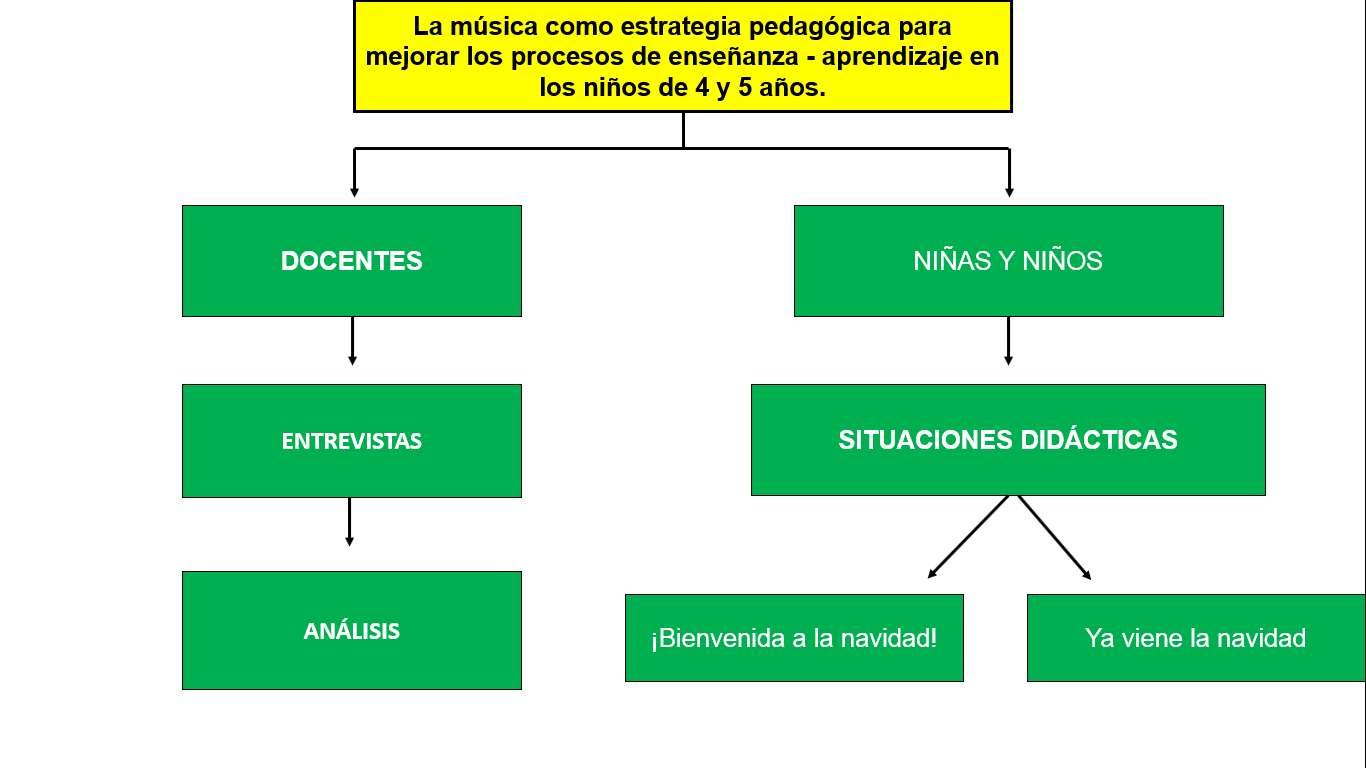 La música como estrategia pedagógica para
mejorar los procesos de enseñanza - aprendizaje en
los niños de 4 y 5 años.
DOCENTES
NIÑAS Y NIÑOS
ENTREVISTAS
SITUACIONES DIDÁCTICAS
ANÁLISIS
¡Bienvenida a la navidad!
Ya viene la navidad